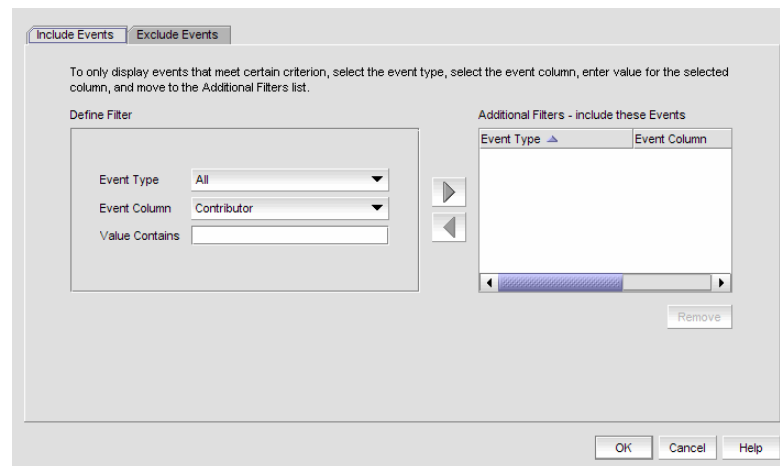 Include Events
Exclude Events
To only display events that meet certain criterion, select the event type, select the event column, enter value for the selected
column, and move to the Additional Filters list.
Define Filter
Additional Filters - include these Events
Event Type
Event Column
Event Type
All
Event Column
Contributor
Value Contains
Remove
OK
Cancel
Help